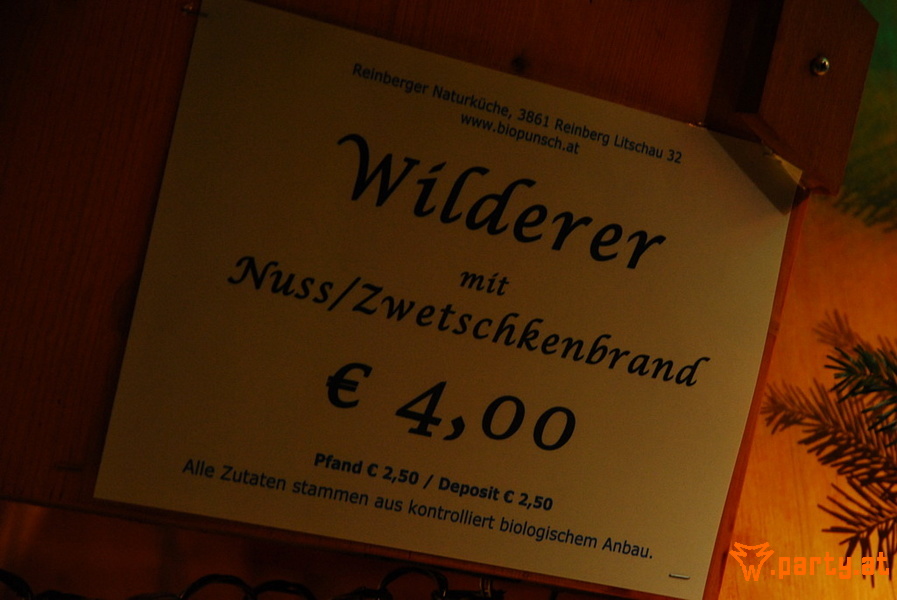 Reinberger Naturküche, 3861 Reinberg Litschau 32
www.biopunsch.at
Wilderer
mit
Nuss/Zwetschkenbrand
€ 4,00
Pfand € 2,50 / Deposit € 2,50
Alle Zutaten stammen aus kontrolliert biologischem Anbau.
w.party.at